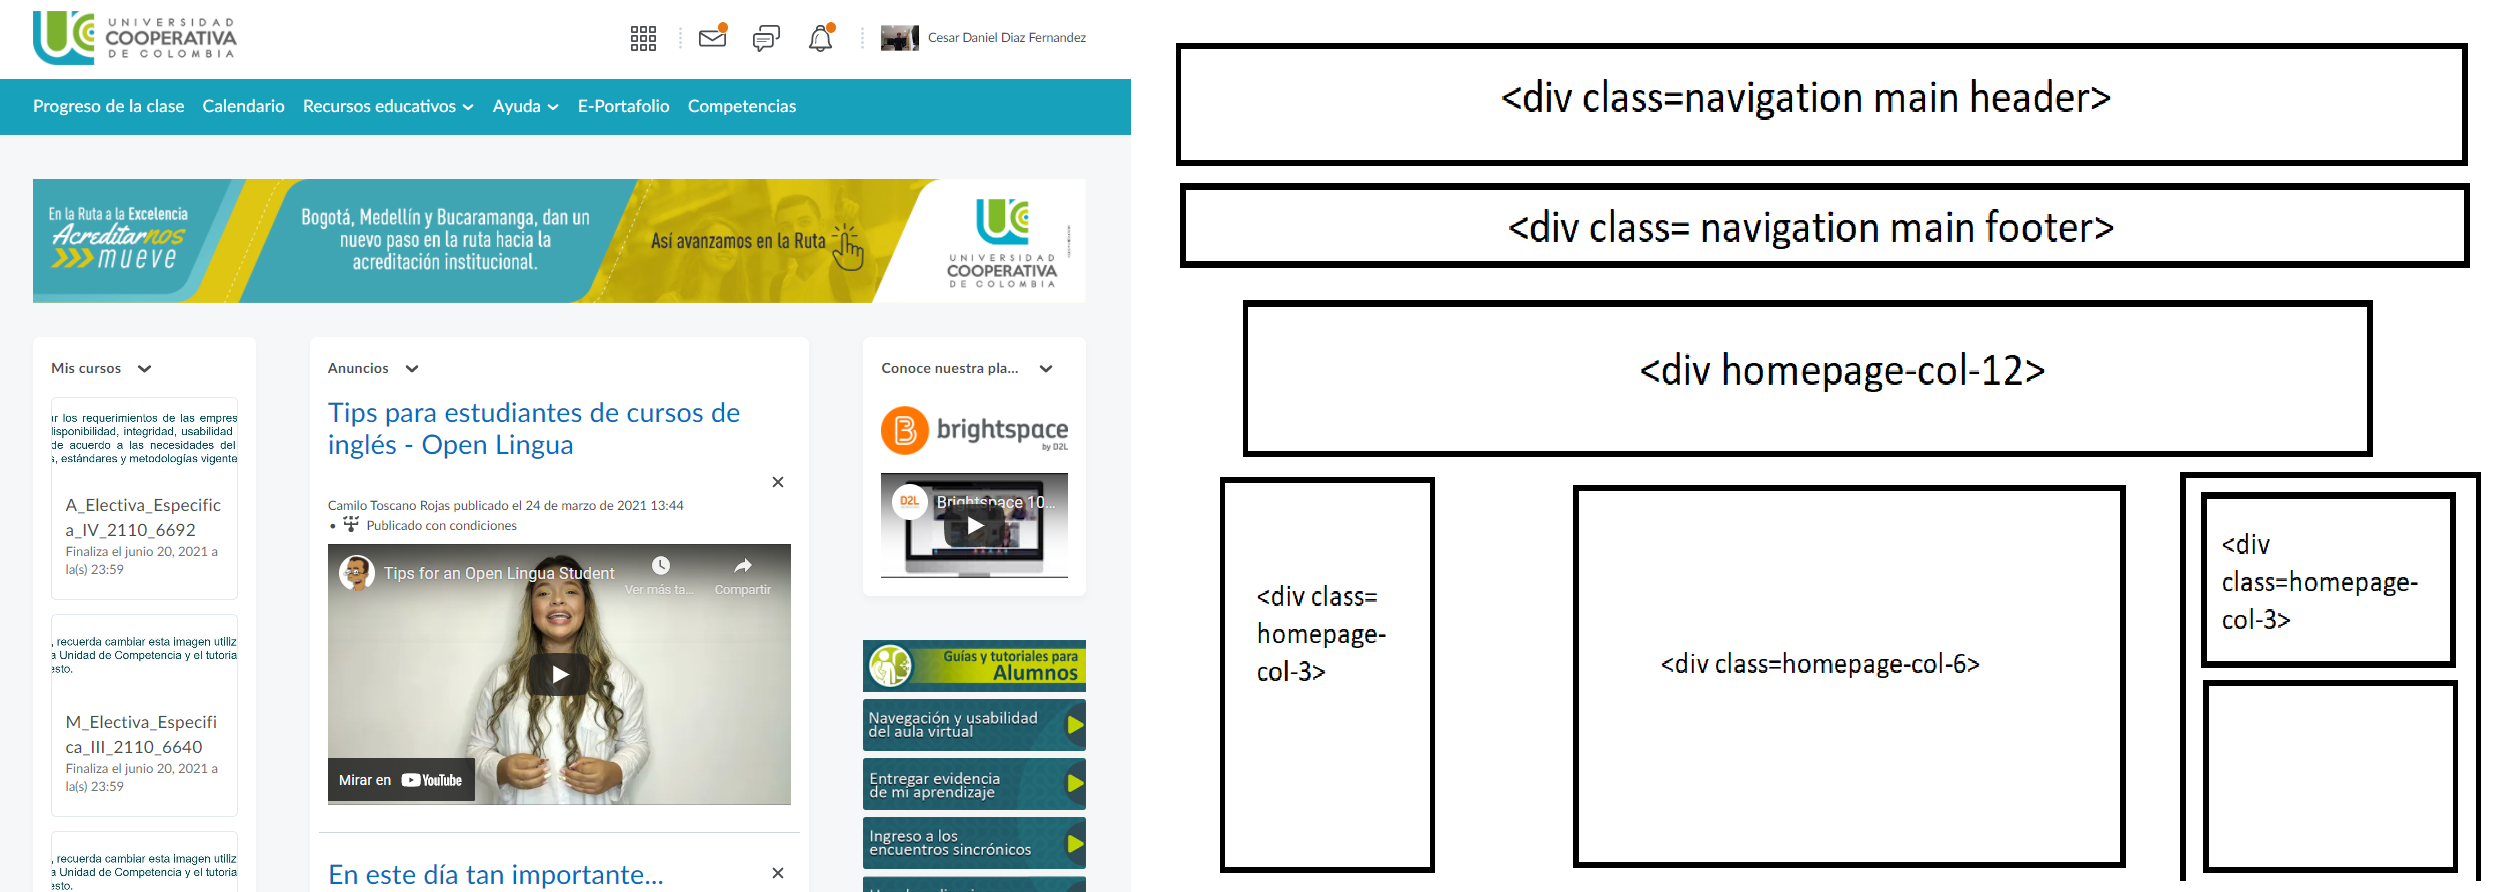 UNIVERSIDAD
COOPERATIVA
DE COLOMBIA
Cesar Daniel Diaz Fernandez
Progreso de la clase Calendario Recursos educativos Ayuda E-Portafolio Competencias
En la Ruta a la Excelencia
Acreditarnos
mueve
Bogotá, Medellín y Bucaramanga, dan un
nuevo paso en la ruta hacia la
acreditación institucional.
Así avanzamos en la Ruta
UNIVERSIDAD
COOPERATIVA
DE COLOMBIA
Mis cursos
ar los requerimientos de las empres
disponibilidad, integridad, usabilidad
de acuerdo a las necesidades del
s, estándares y metodologías vigente
A_Electiva_Especific
a_IV_2110_6692
Finaliza el junio 20, 2021 a
la(s) 23:59
, recuerda cambiar esta imagen utiliz
a Unidad de Competencia y el tutoria
esto.
M_Electiva_Especifi
ca_III_2110_6640
Finaliza el junio 20, 2021 a
la(s) 23:59
, recuerda cambiar esta imagen utiliz
a Unidad de Competencia y el tutoria
esto.
Anuncios
Tips para estudiantes de cursos de
inglés - Open Lingua
Camilo Toscano Rojas publicado el 24 de marzo de 2021 13:44
• Publicado con condiciones
Tips for an Open Lingua Student
Ver más ta...
Compartir
Mirar en YouTube
En este día tan importante...
Conoce nuestra pla...
brightspace
by D2L
D2L
Brightspace 10...
Guías y tutoriales para
Alumnos
Navegación y usabilidad
del aula virtual
Entregar evidencia
de mi aprendizaje
Ingreso a los
encuentros sincrónicos
<div class=navigation main header>
<div class= navigation main footer>
<div homepage-col-12>
<div class=
homepage-
col-3>
<div class=homepage-col-6>
<div
class=homepage-
col-3>